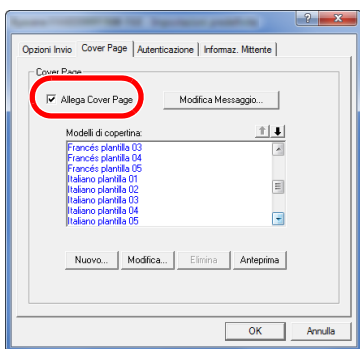 Opzioni Invio Cover Page Autenticazione Informaz. Mittente
Cover Page
Allega Cover Page Modifica Messaggio...
Modelli di copertina:
Francés plantilla 03
Francés plantilla 04
Francés plantilla 05
Italiano plantilla 01
Italiano plantilla 02
Italiano plantilla 03
Italiano plantilla 04
Italiano plantilla 05
Nuovo... Modifica... Elimina Anteprima
OK Annulla